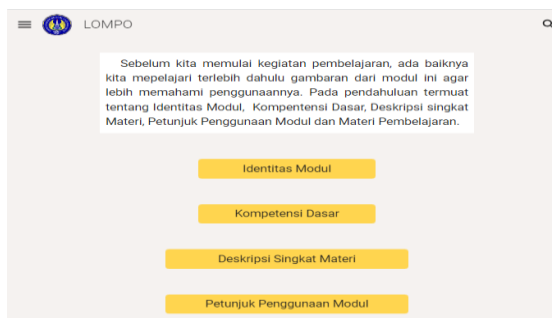 LOMPO
Sebelum kita memulai kegiatan pembelajaran, ada baiknya
kita mepelajari terlebih dahulu gambaran dari modul ini agar
lebih memahami penggunaannya. Pada pendahuluan termuat
tentang Identitas Modul, Kompentensi Dasar, Deskripsi singkat
Materi, Petunjuk Penggunaan Modul dan Materi Pembelajaran.
Identitas Modul
Kompetensi Dasar
Deskripsi Singkat Materi
Petunjuk Penggunaan Modul